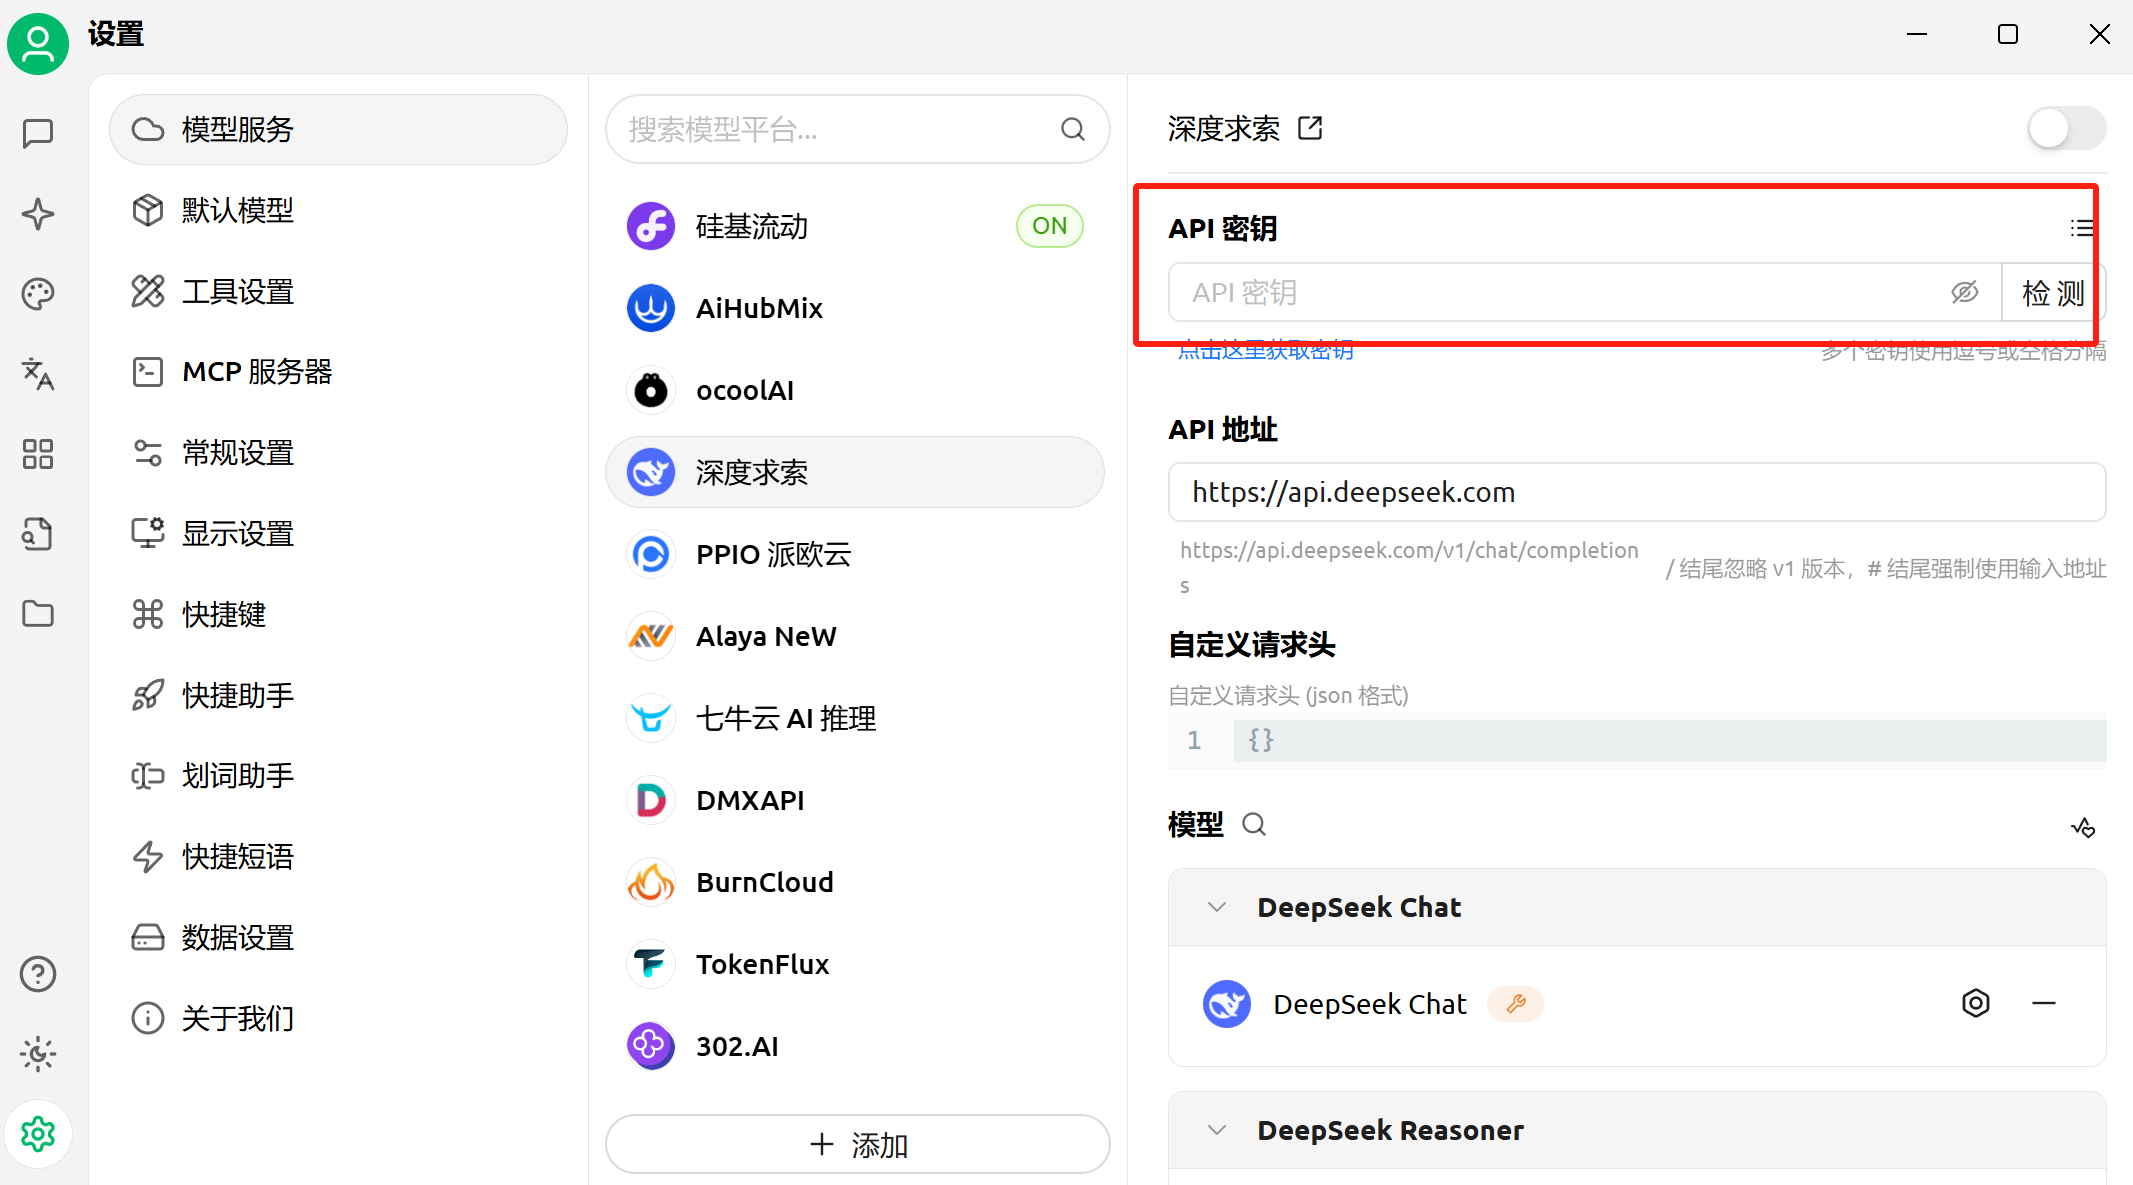 设置
模型服务
默认模型
工具设置
MCP 服务器
常规设置
显示设置
快捷键
快捷助手
划词助手
快捷短语
数据设置
关于我们
搜索模型平台...
硅基流动
ON
AiHubMix
ocoolAI
深度求索
PPIO 派欧云
Alaya NeW
七牛云 AI 推理
DMXAPI
BurnCloud
TokenFlux
302.AI
添加
深度求索
API 密钥
API 密钥
检 测
点击这里获取密钥
多个密钥使用逗号或空格分隔
API 地址
https://api.deepseek.com
https://api.deepseek.com/v1/chat/completion
s
/ 结尾忽略 v1 版本，# 结尾强制使用输入地址
自定义请求头
自定义请求头 (json 格式)
1
{}
模型
DeepSeek Chat
DeepSeek Chat
DeepSeek Reasoner